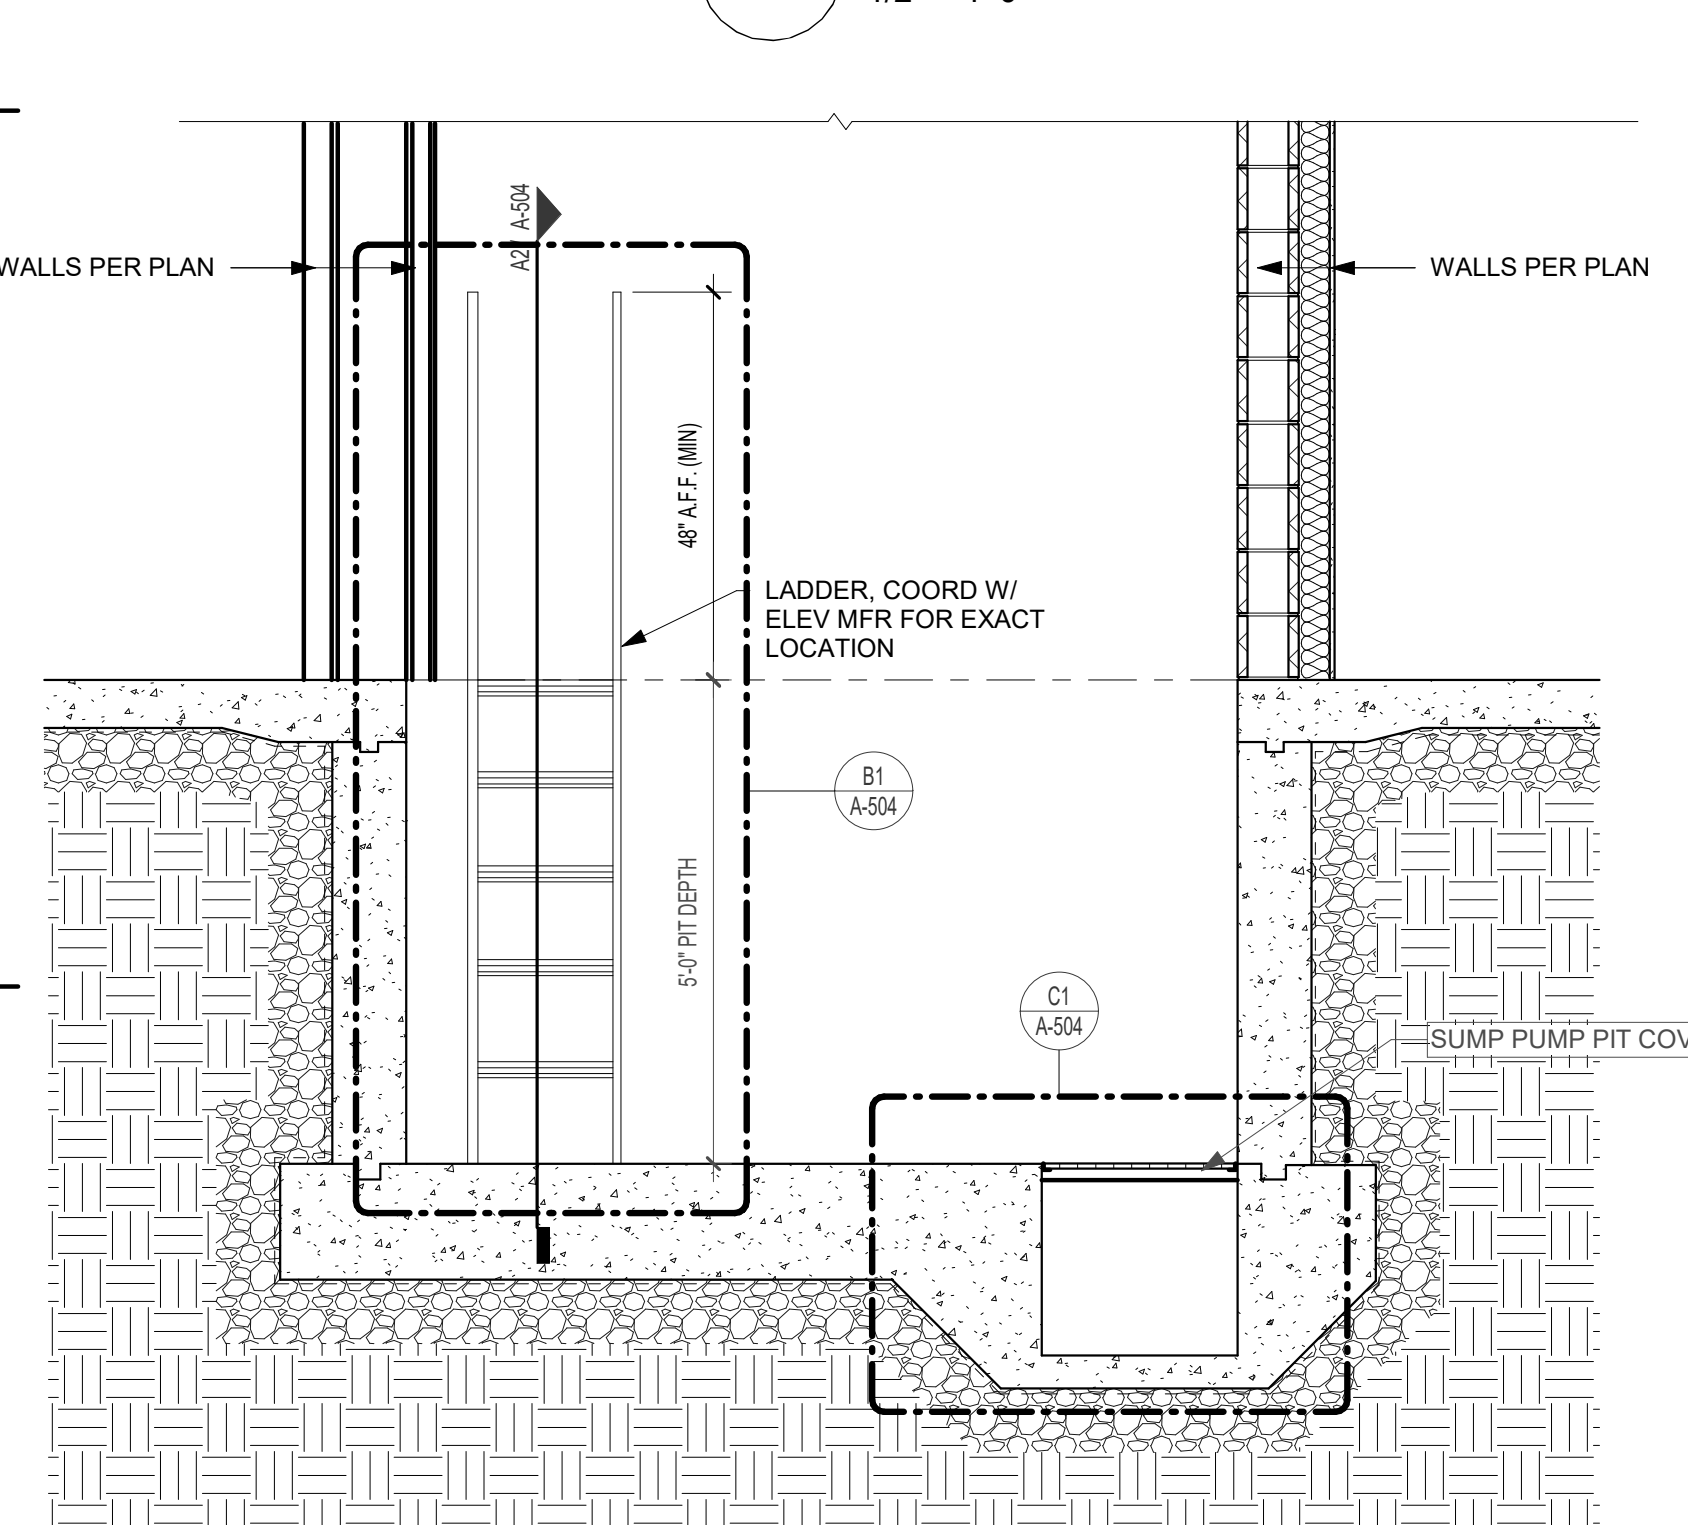 A2 A-504
WALLS PER PLAN
WALLS PER PLAN
48" A.F.F. (MIN)
LADDER, COORD W/
ELEV MFR FOR EXACT
LOCATION
B1
A-504
5'-0" PIT DEPTH
C1
A-504
SUMP PUMP PIT COV